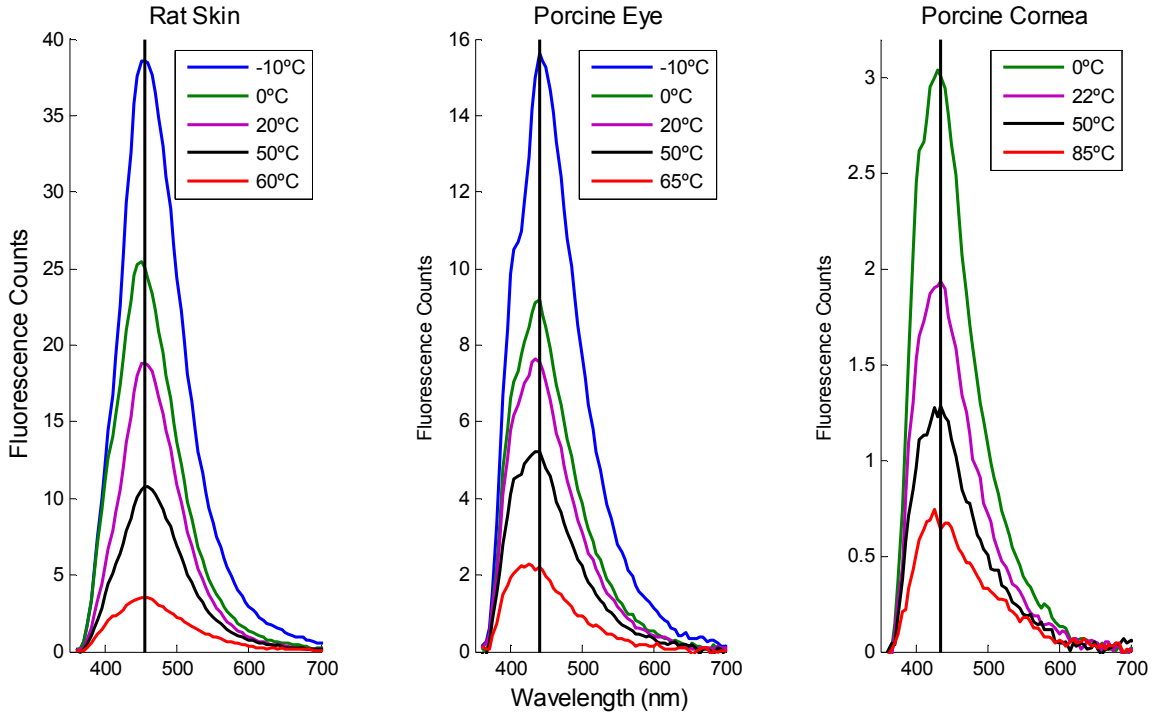 Rat Skin
40
35
30
25
20
15
10
5
0
400 500 600 700
Fluorescence Counts
-10ºC
0ºC
20ºC
50ºC
60ºC
Porcine Eye
16
14
12
10
8
6
4
2
0
400 500 600 700
Fluorescence Counts
Wavelength (nm)
-10ºC
0ºC
20ºC
50ºC
65ºC
Porcine Cornea
3
2.5
2
1.5
1
0.5
0
400 500 600 700
Fluorescence Counts
0ºC
22ºC
50ºC
85ºC